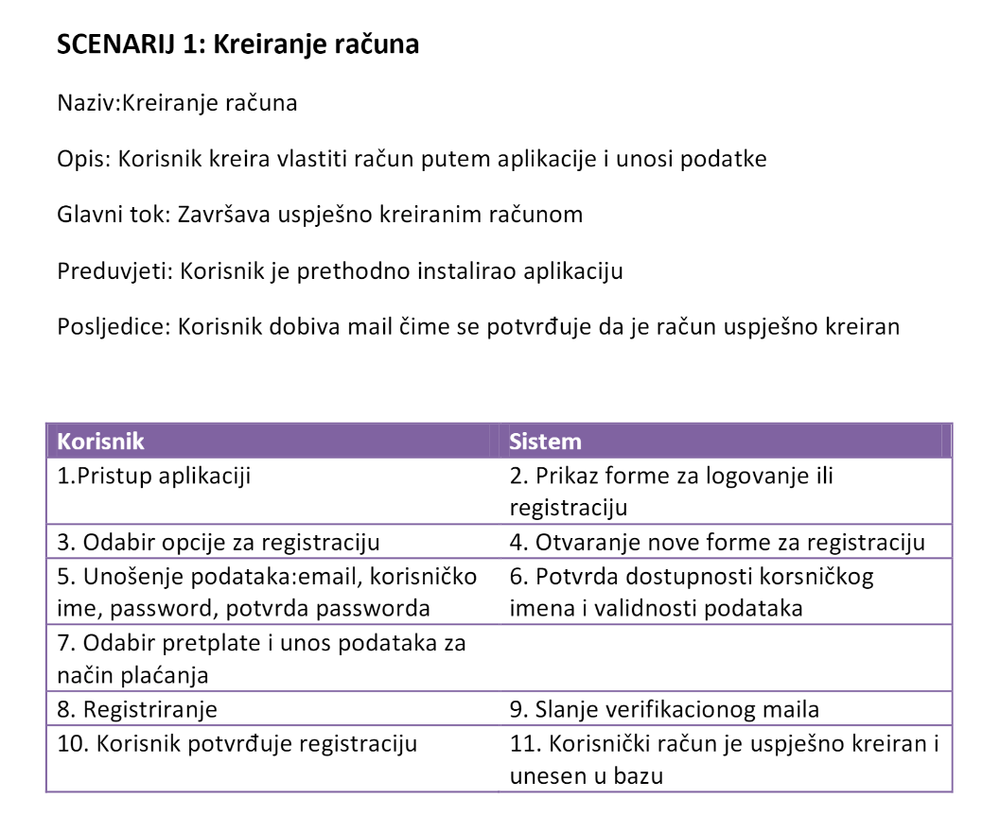 SCENARIJ 1: Kreiranje računa
Naziv:Kreiranje računa
Opis: Korisnik kreira vlastiti račun putem aplikacije i unosi podatke
Glavni tok: Završava uspješno kreiranim računom
Preduvjeti: Korisnik je prethodno instalirao aplikaciju
Posljedice: Korisnik dobiva mail čime se potvrđuje da je račun uspješno kreiran
Korisnik
Sistem
1.Pristup aplikaciji
2. Prikaz forme za logovanje ili
registraciju
3. Odabir opcije za registraciju
4. Otvaranje nove forme za registraciju
5. Unošenje podataka:email, korisničko
ime, password, potvrda passworda
6. Potvrda dostupnosti korsničkog
imena i validnosti podataka
7. Odabir pretplate i unos podataka za
način plaćanja
8. Registriranje
9. Slanje verifikacionog maila
10. Korisnik potvrđuje registraciju
11. Korisnički račun je uspješno kreiran i
unesen u bazu